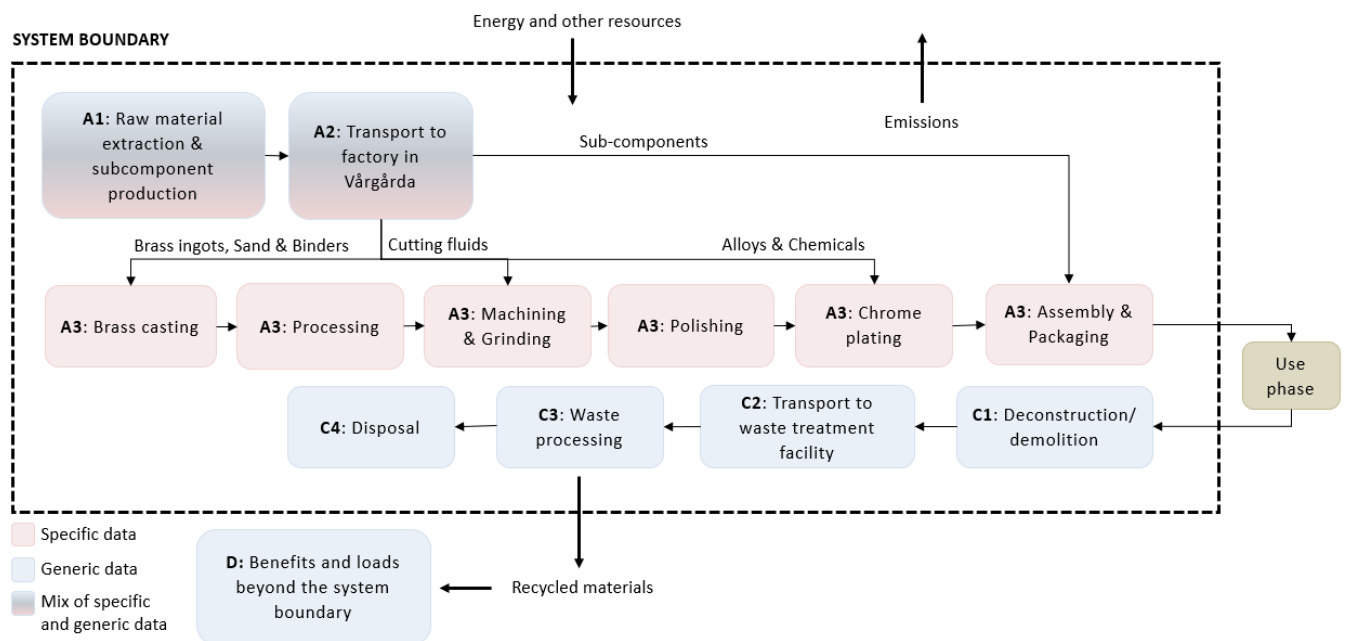 Energy and other resources
SYSTEM BOUNDARY
Emissions
A1: Raw material
extraction &
subcomponent
production
A2: Transport to
factory in
Vårgårda
Sub-components
Brass ingots, Sand & Binders
Cutting fluids
Alloys & Chemicals
A3: Brass casting
A3: Processing
A3: Machining
& Grinding
A3: Polishing
A3: Chrome
plating
A3: Assembly &
Packaging
Use
phase
C4: Disposal
C3: Waste
processing
C2: Transport to
waste treatment
facility
C1: Deconstruction/
demolition
Specific data
Generic data
Mix of specific
and generic data
D: Benefits and loads
beyond the system
boundary
Recycled materials